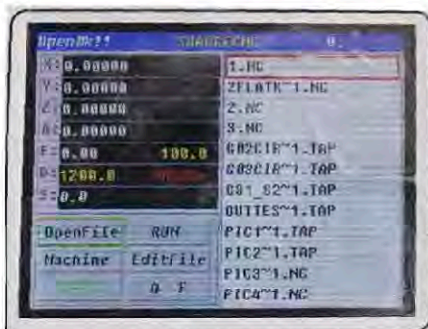 X: 0.00000
Y: 0.00000
Z: 0.00000
0.00000
F: 0.00 100.0
1200.0
S: 0.0
OpenFile RUN
Machine EditFile
1.NC
2FLATK~1.NC
2.NC
3.NC
G02CIR~1.TAP
G03CIR~1.TAP
G81_82~1.TAP
OUTTES~1.TAP
PIC1~1.TAP
PIC2~1.TAP
PIC3~1.NC
PIC4~1.NC